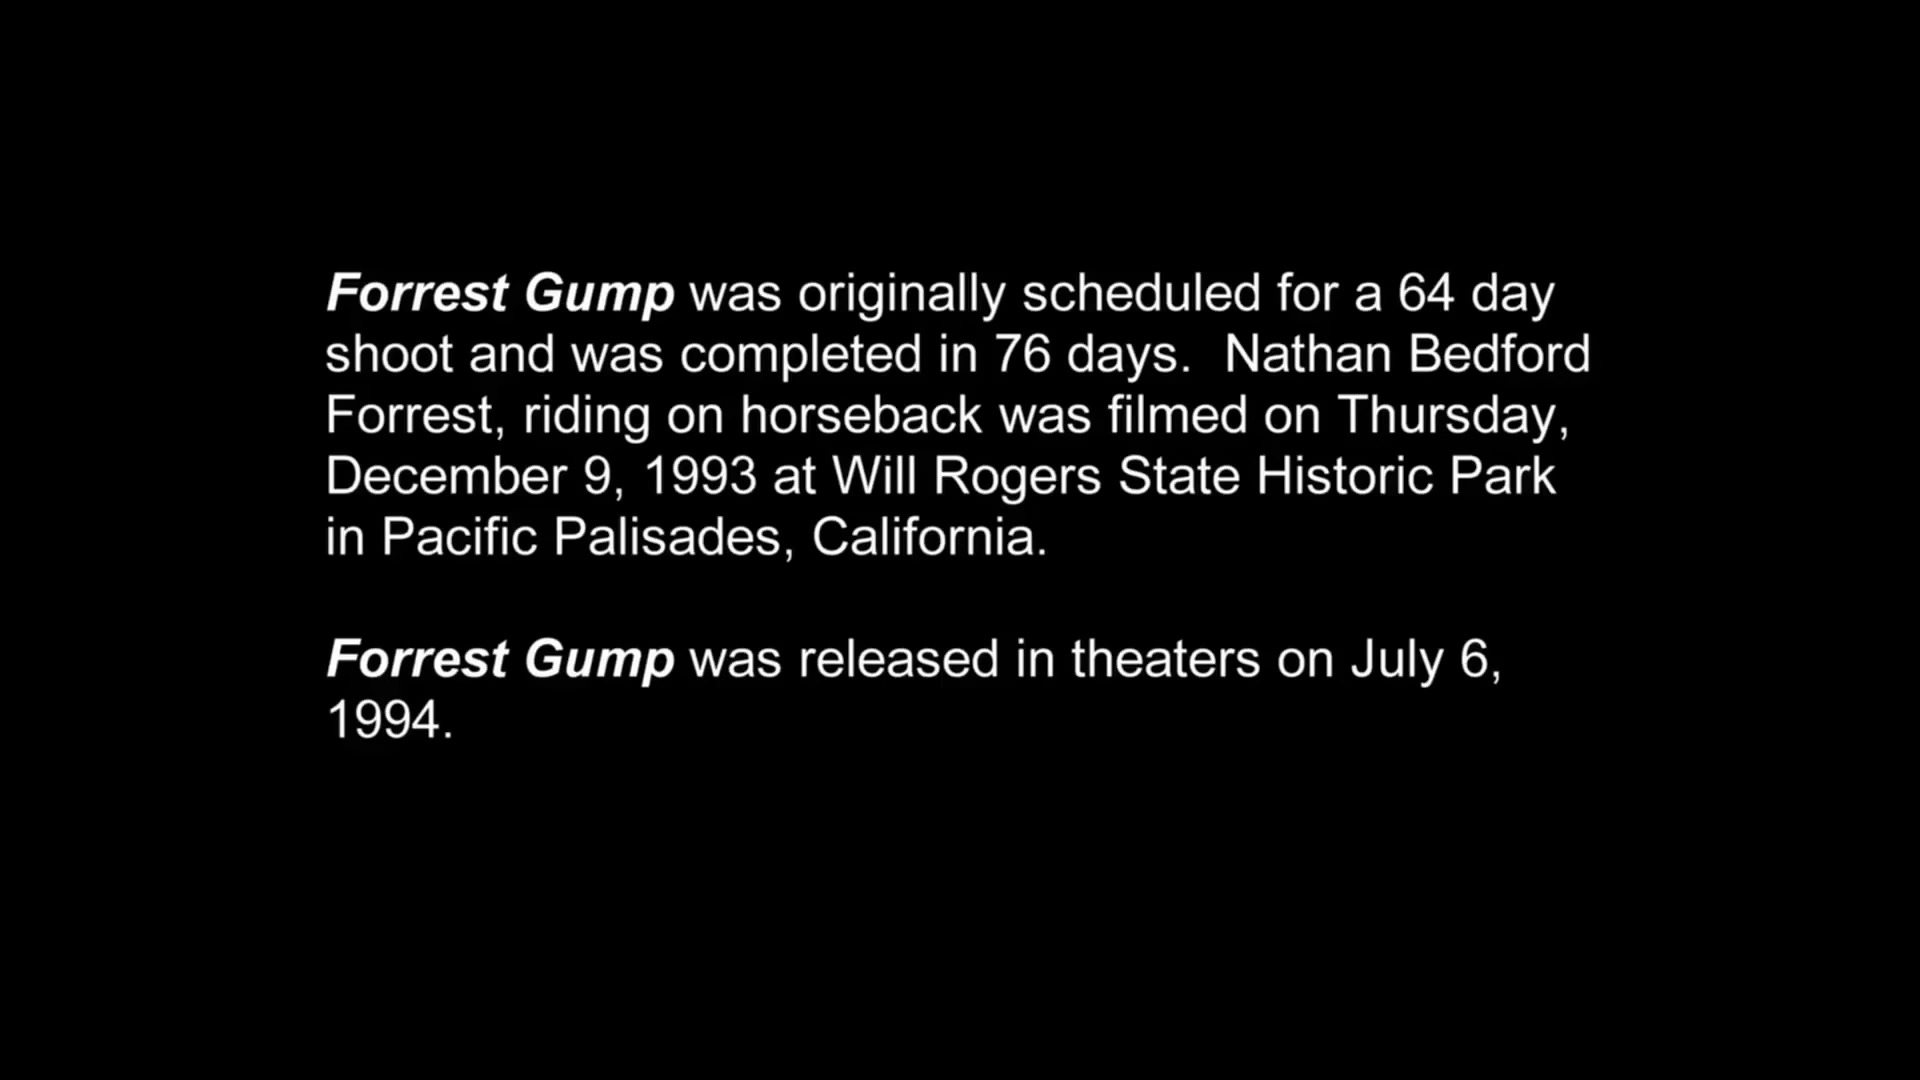 Forrest Gump was originally scheduled for a 64 day
shoot and was completed in 76 days.  Nathan Bedford
Forrest, riding on horseback was filmed on Thursday,
December 9, 1993 at Will Rogers State Historic Park
in Pacific Palisades, California.
Forrest Gump was released in theaters on July 6,
1994.